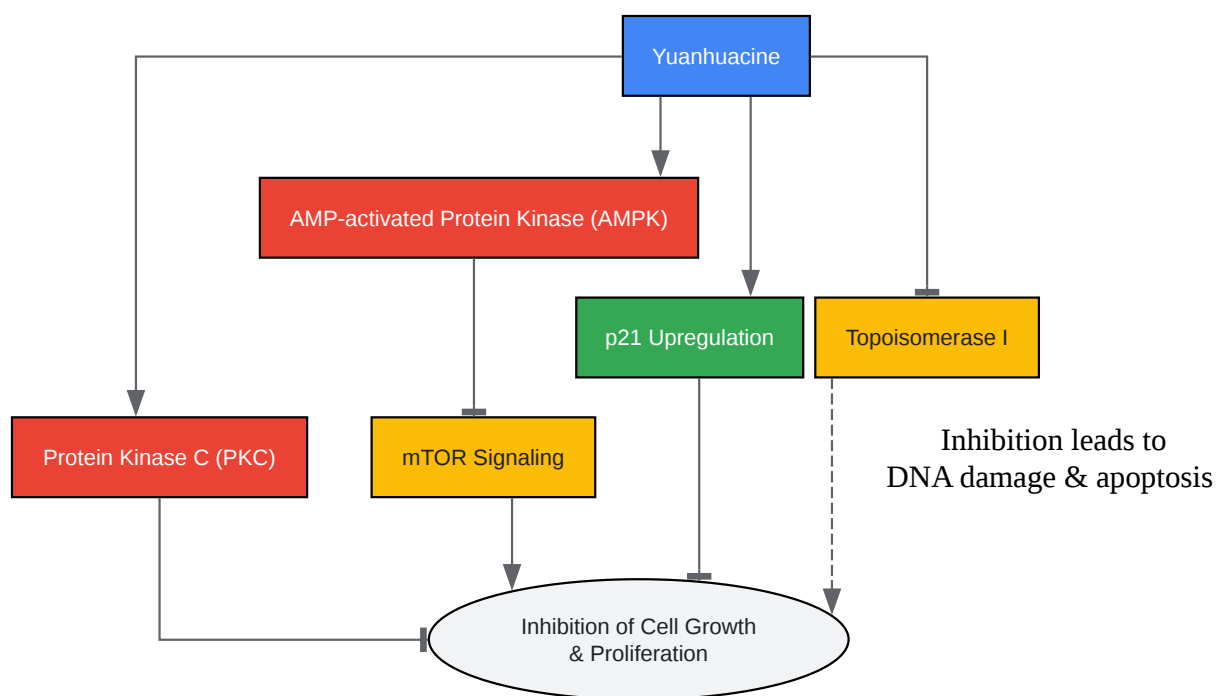 Yuanhuacine
AMP-activated Protein Kinase (AMPK)
p21 Upregulation
Topoisomerase I
Protein Kinase C (PKC)
mTOR Signaling
Inhibition leads to
DNA damage & apoptosis
Inhibition of Cell Growth
& Proliferation